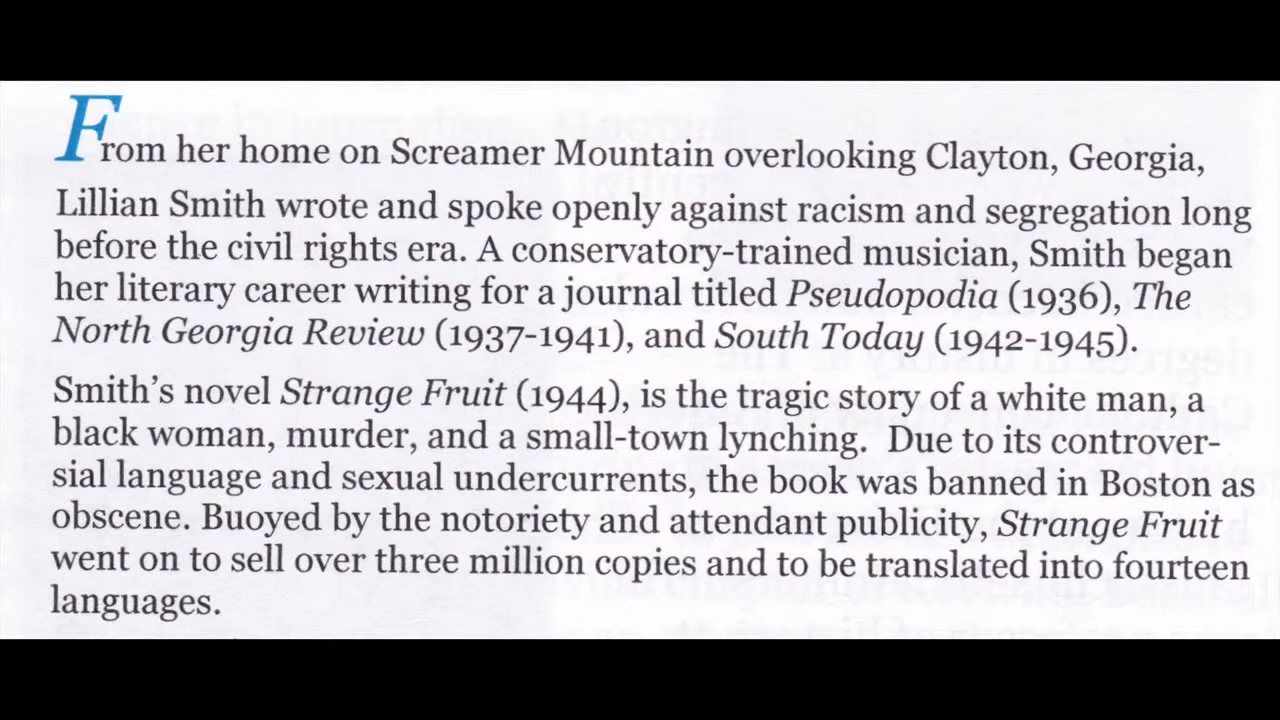 From her home on Screamer Mountain overlooking Clayton, Georgia,
Lillian Smith wrote and spoke openly against racism and segregation long
before the civil rights era. A conservatory-trained musician, Smith began
her literary career writing for a journal titled Pseudopodia (1936), The
North Georgia Review (1937-1941), and South Today (1942-1945).
Smith's novel Strange Fruit (1944), is the tragic story of a white man, a
black woman, murder, and a small-town lynching. Due to its controver-
sial language and sexual undercurrents, the book was banned in Boston as
obscene. Buoyed by the notoriety and attendant publicity, Strange Fruit
went on to sell over three million copies and to be translated into fourteen
languages.